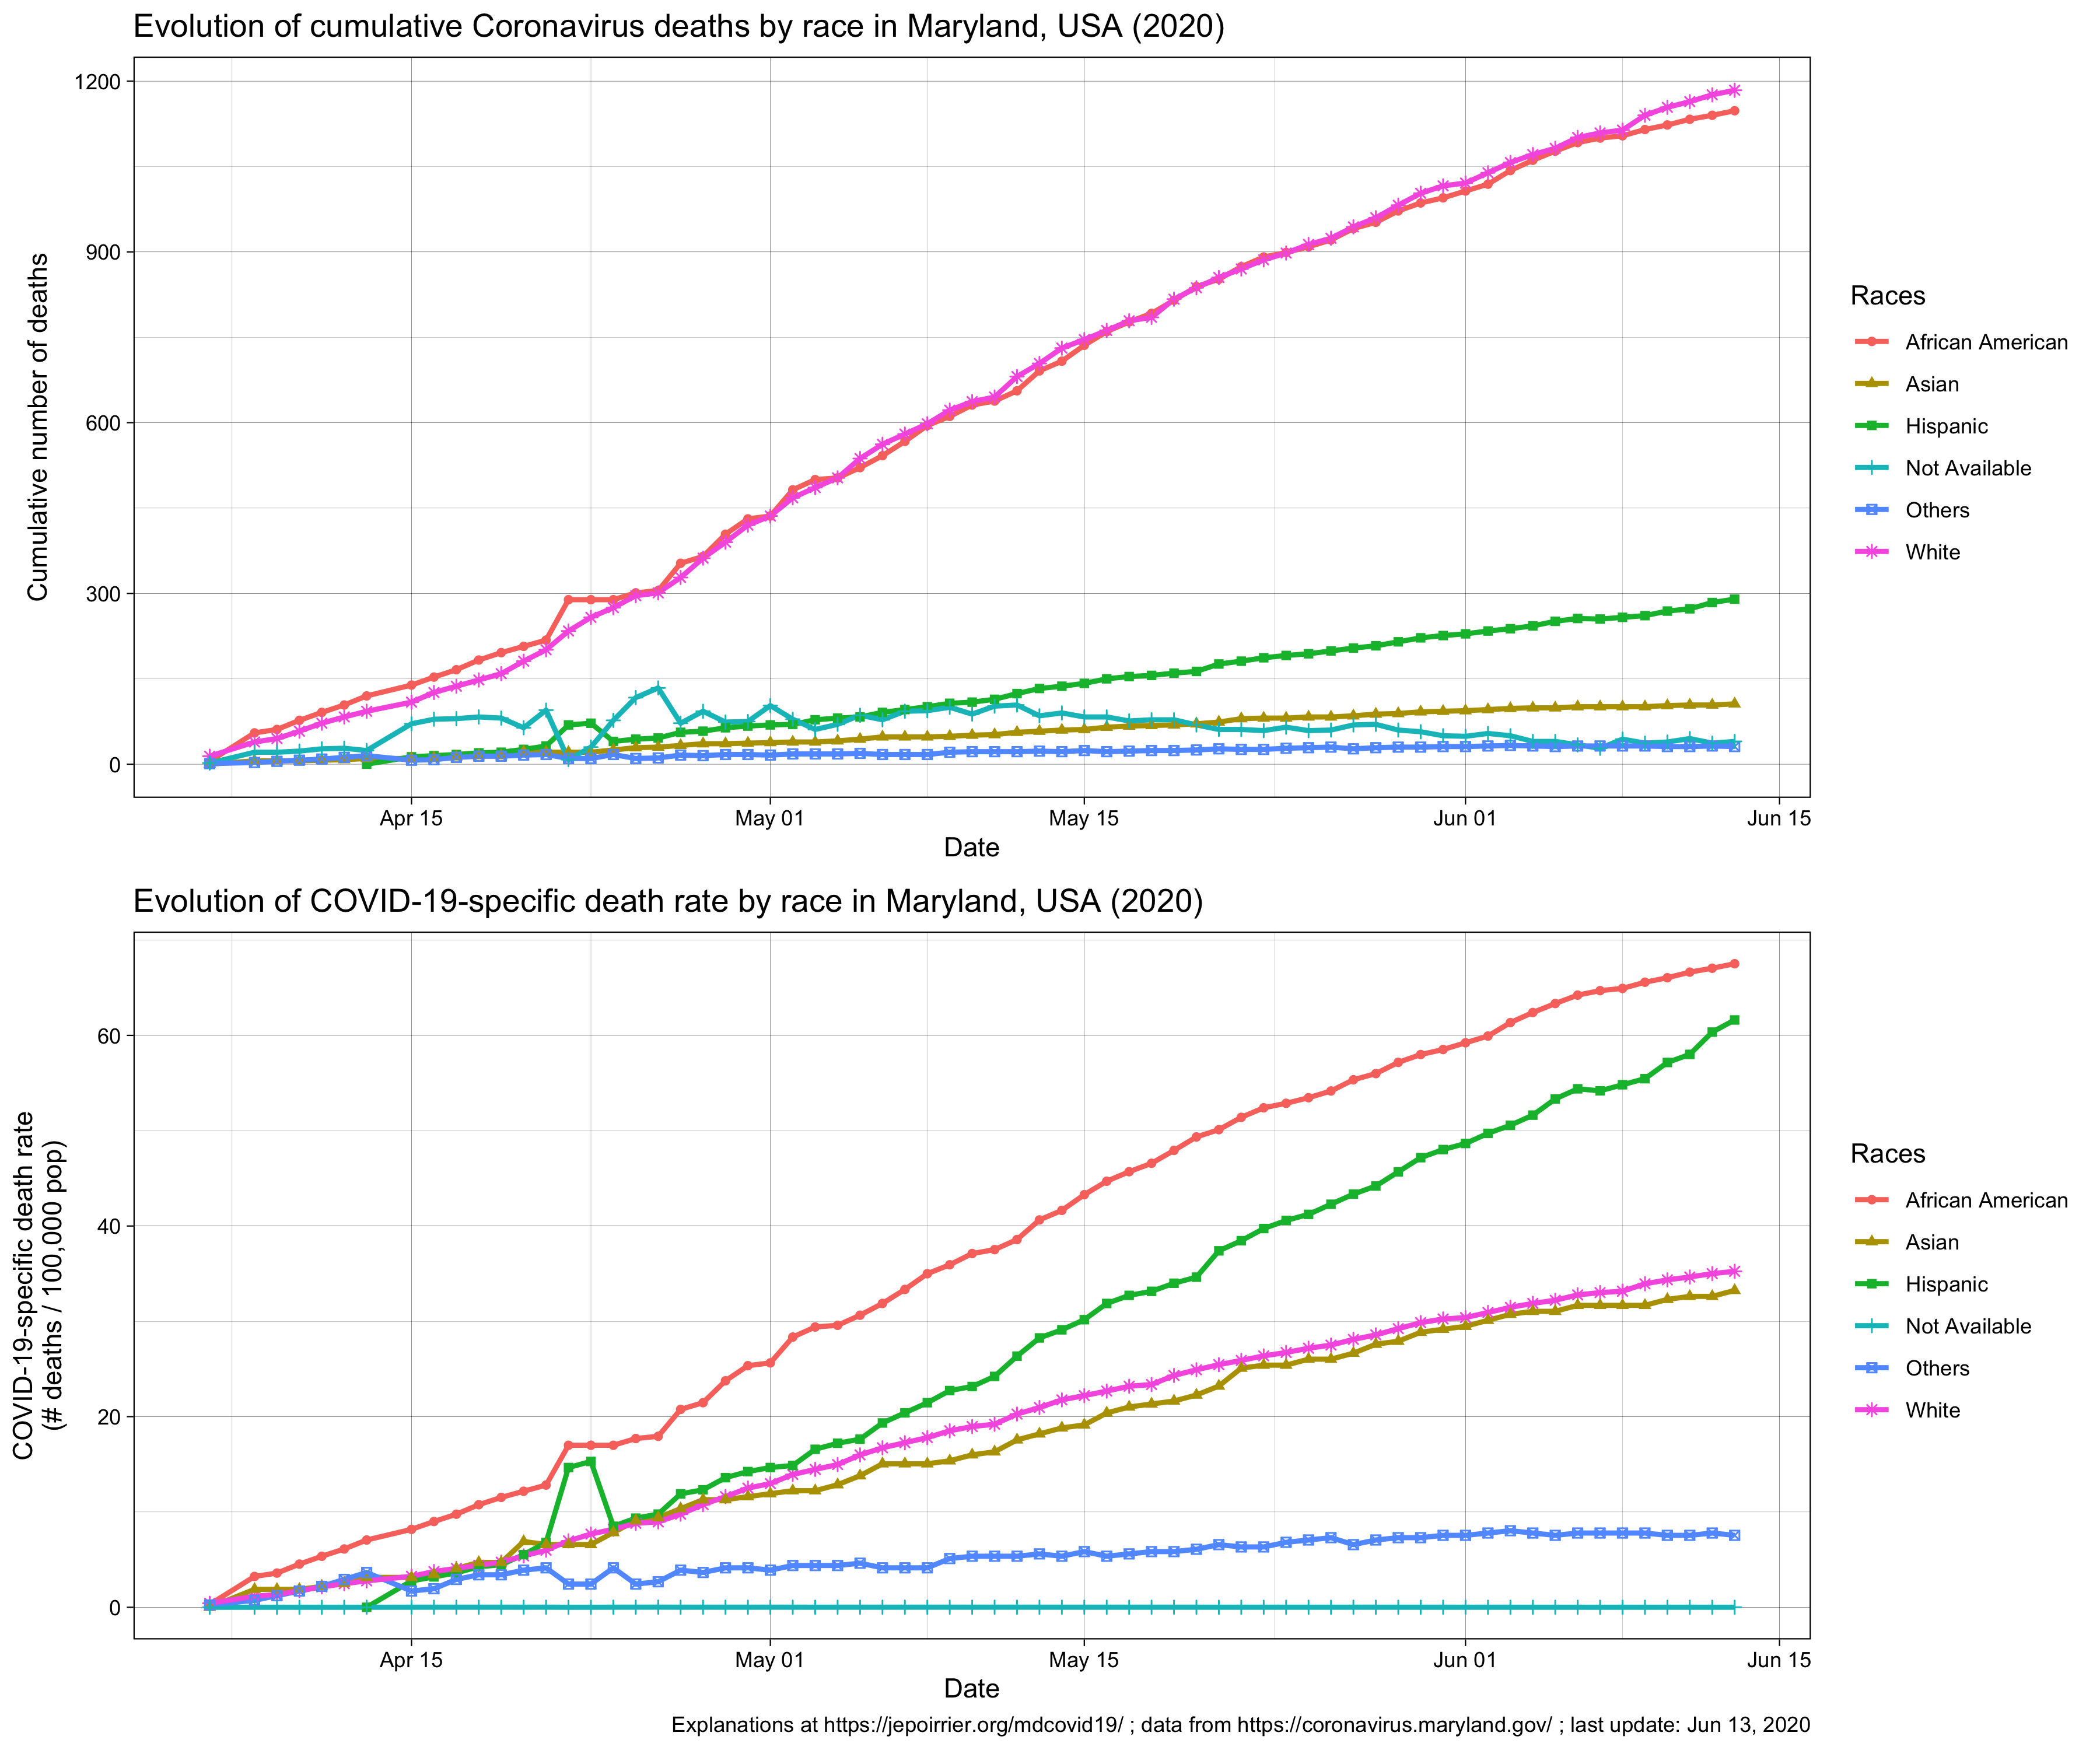 Evolution of cumulative Coronavirus deaths by race in Maryland, USA (2020)
Cumulative number of deaths
1200
900
600
300
0
Apr 15
May 01
May 15
Jun 01
Jun 15
Date
Races
African American
Asian
Hispanic
Not Available
Others
White
Evolution of COVID-19-specific death rate by race in Maryland, USA (2020)
COVID-19-specific death rate
(# deaths / 100,000 pop)
60
40
20
0
Apr 15
May 01
May 15
Jun 01
Jun 15
Date
Races
African American
Asian
Hispanic
Not Available
Others
White
Explanations at https://jepoirrier.org/mdcovid19/ ; data from https://coronavirus.maryland.gov/ ; last update: Jun 13, 2020